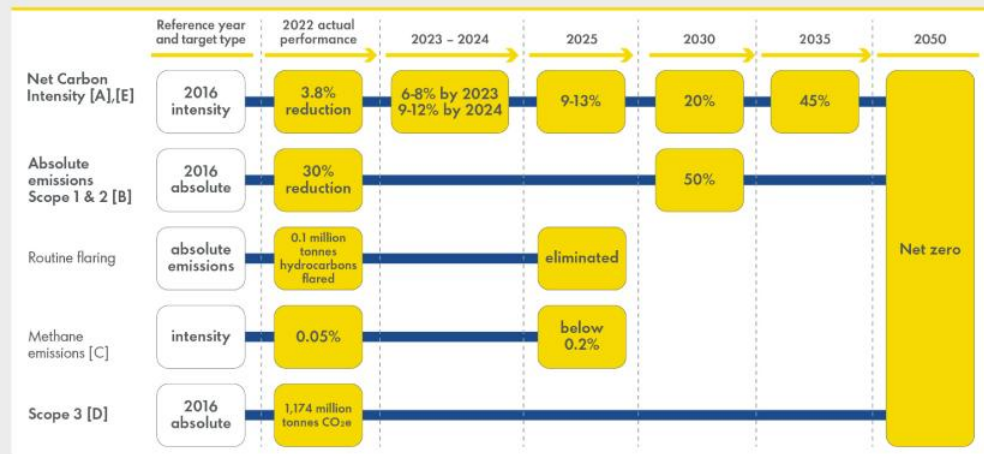 Reference year
and target type
2022 actual
performance
2023 – 2024
2025
2030
2035
2050
Net Carbon
Intensity [A],[E]
2016
intensity
3.8%
reduction
6-8% by 2023
9-12% by 2024
9-13%
20%
45%
Absolute
emissions
Scope 1 & 2 [B]
2016
absolute
30%
reduction
50%
Routine flaring
absolute
emissions
0.1 million
tonnes
hydrocarbons
flared
eliminated
Net zero
Methane
emissions [C]
intensity
0.05%
below
0.2%
Scope 3 [D]
2016
absolute
1,174 million
tonnes CO₂e